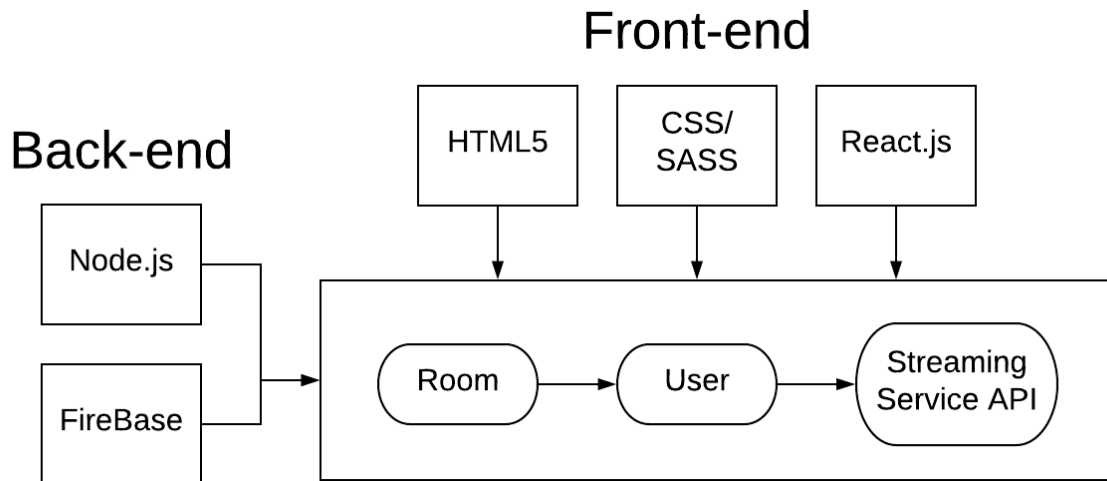 Front-end
HTML5
CSS/
SASS
React.js
Back-end
Node.js
FireBase
Room
User
Streaming
Service API